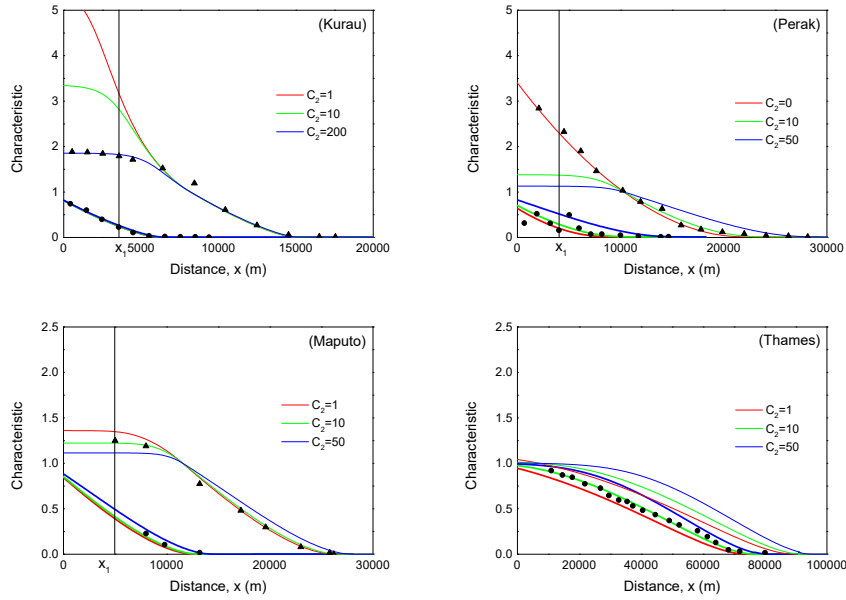 (Kurau)
5
4
3
2
1
0
Characteristic
C2=1
C2=10
C2=200
0
x1
5000
10000
15000
20000
Distance, x (m)
(Perak)
5
4
3
2
1
0
Characteristic
C2=0
C2=10
C2=50
0
x1
10000
20000
30000
Distance, x (m)
(Maputo)
2.5
2.0
1.5
1.0
0.5
0.0
Characteristic
C2=1
C2=10
C2=50
0
x1
10000
20000
30000
Distance, x (m)
(Thames)
2.5
2.0
1.5
1.0
0.5
0.0
Characteristic
C2=1
C2=10
C2=50
0
20000
40000
60000
80000
100000
Distance, x (m)